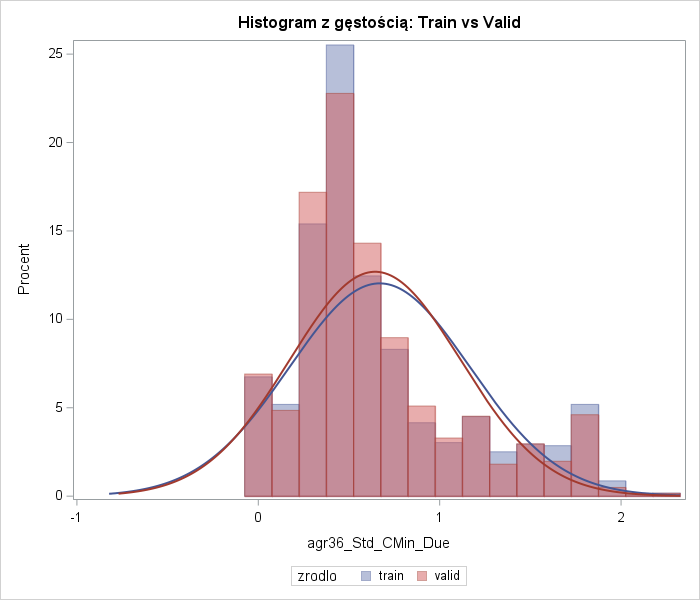 Histogram z gęstością: Train vs Valid
Procent
25
20
15
10
5
0
-1
0
1
2
agr36_Std_CMin_Due
zrodlo train valid